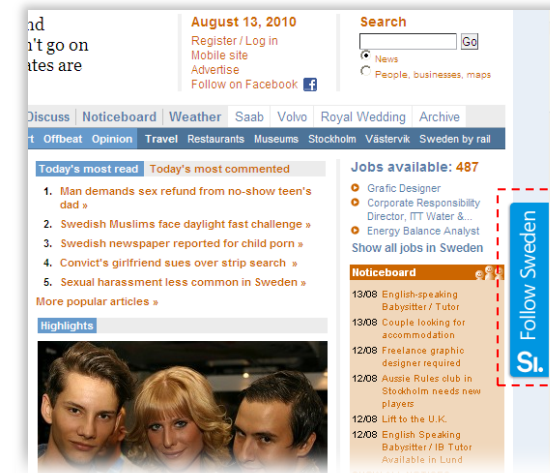 nd
n't go on
ates are
August 13, 2010
Register / Log in
Mobile site
Advertise
Follow on Facebook
Search
Go
News
People, businesses, maps
Discuss Noticeboard Weather Saab Volvo Royal Wedding Archive
rt Offbeat Opinion Travel Restaurants Museums Stockholm Västervik Sweden by rail
Today's most read Today's most commented
1. Man demands sex refund from no-show teen's
dad »
2. Swedish Muslims face daylight fast challenge »
3. Swedish newspaper reported for child porn »
4. Convict's girlfriend sues over strip search »
5. Sexual harassment less common in Sweden »
More popular articles »
Highlights
Jobs available: 487
Grafic Designer
Corporate Responsibility
Director, ITT Water &...
Energy Balance Analyst
Show all jobs in Sweden
Noticeboard
13/08 English-speaking
Babysitter / Tutor
13/08 Couple looking for
accommodation
12/08 Freelance graphic
designer required
12/08 Aussie Rules club in
Stockholm needs new
players
12/08 Lift to the U.K.
12/08 English Speaking
Babysitter / IB Tutor
Available in Lund
Follow Sweden
SI.